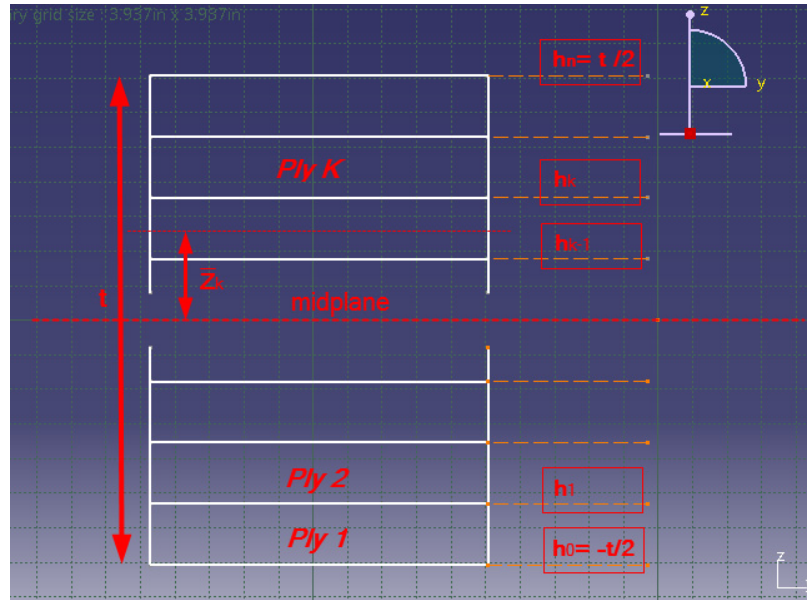 ry grid size : 3.937in x 3.937in
z
hn= t /2
x
y
Ply K
hk
hk-1
z̄k
t
midplane
Ply 2
h1
Ply 1
h0= -t/2
z